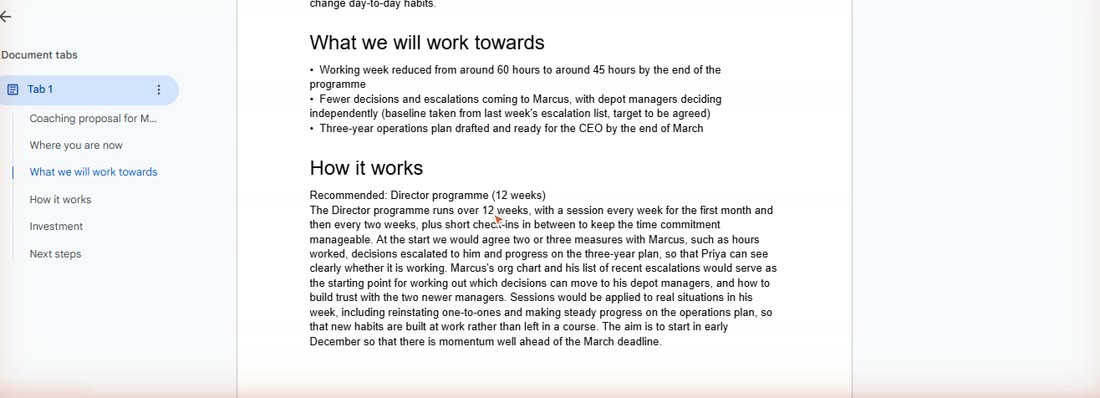 change day-to-day habits.
Document tabs
Tab 1
Coaching proposal for M...
Where you are now
What we will work towards
How it works
Investment
Next steps
What we will work towards
• Working week reduced from around 60 hours to around 45 hours by the end of the
programme
• Fewer decisions and escalations coming to Marcus, with depot managers deciding
independently (baseline taken from last week's escalation list, target to be agreed)
• Three-year operations plan drafted and ready for the CEO by the end of March
How it works
Recommended: Director programme (12 weeks)
The Director programme runs over 12 weeks, with a session every week for the first month and
then every two weeks, plus short check-ins in between to keep the time commitment
manageable. At the start we would agree two or three measures with Marcus, such as hours
worked, decisions escalated to him and progress on the three-year plan, so that Priya can see
clearly whether it is working. Marcus's org chart and his list of recent escalations would serve as
the starting point for working out which decisions can move to his depot managers, and how to
build trust with the two newer managers. Sessions would be applied to real situations in his
week, including reinstating one-to-ones and making steady progress on the operations plan, so
that new habits are built at work rather than left in a course. The aim is to start in early
December so that there is momentum well ahead of the March deadline.